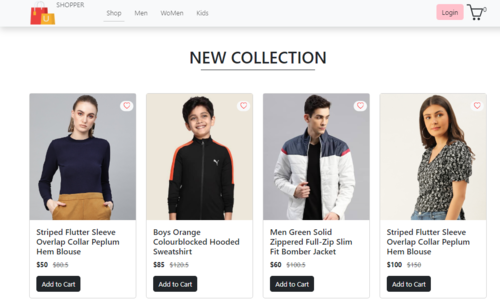 SHOPPER
Shop Men WoMen Kids
Login
0
NEW COLLECTION
Striped Flutter Sleeve
Overlap Collar Peplum
Hem Blouse
$50 $80.5
Add to Cart
Boys Orange
Colourblocked Hooded
Sweatshirt
$85 $120.5
Add to Cart
Men Green Solid
Zippered Full-Zip Slim
Fit Bomber Jacket
$60 $100.5
Add to Cart
Striped Flutter Sleeve
Overlap Collar Peplum
Hem Blouse
$100 $150
Add to Cart